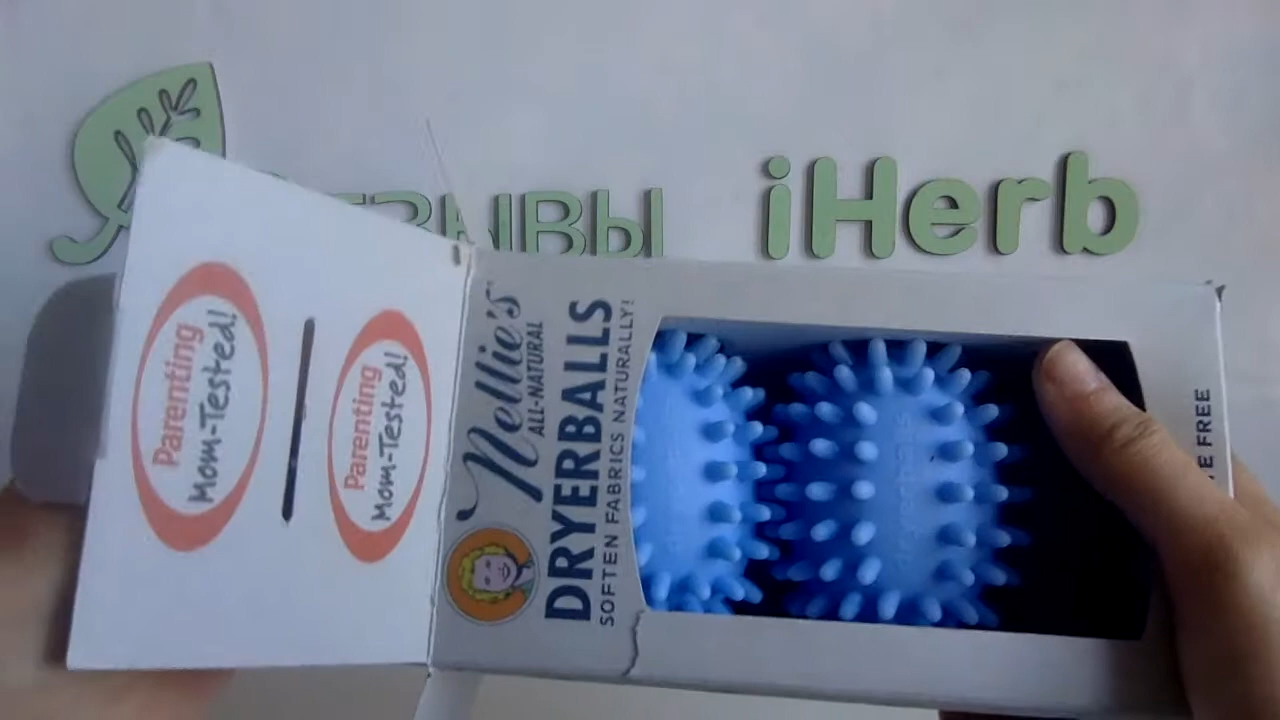 iHerb
Parenting
Mom-Tested!
Parenting
Mom-Tested!
Nellie's
ALL-NATURAL
DRYERBALLS
SOFTEN FABRICS NATURALLY!
FREE